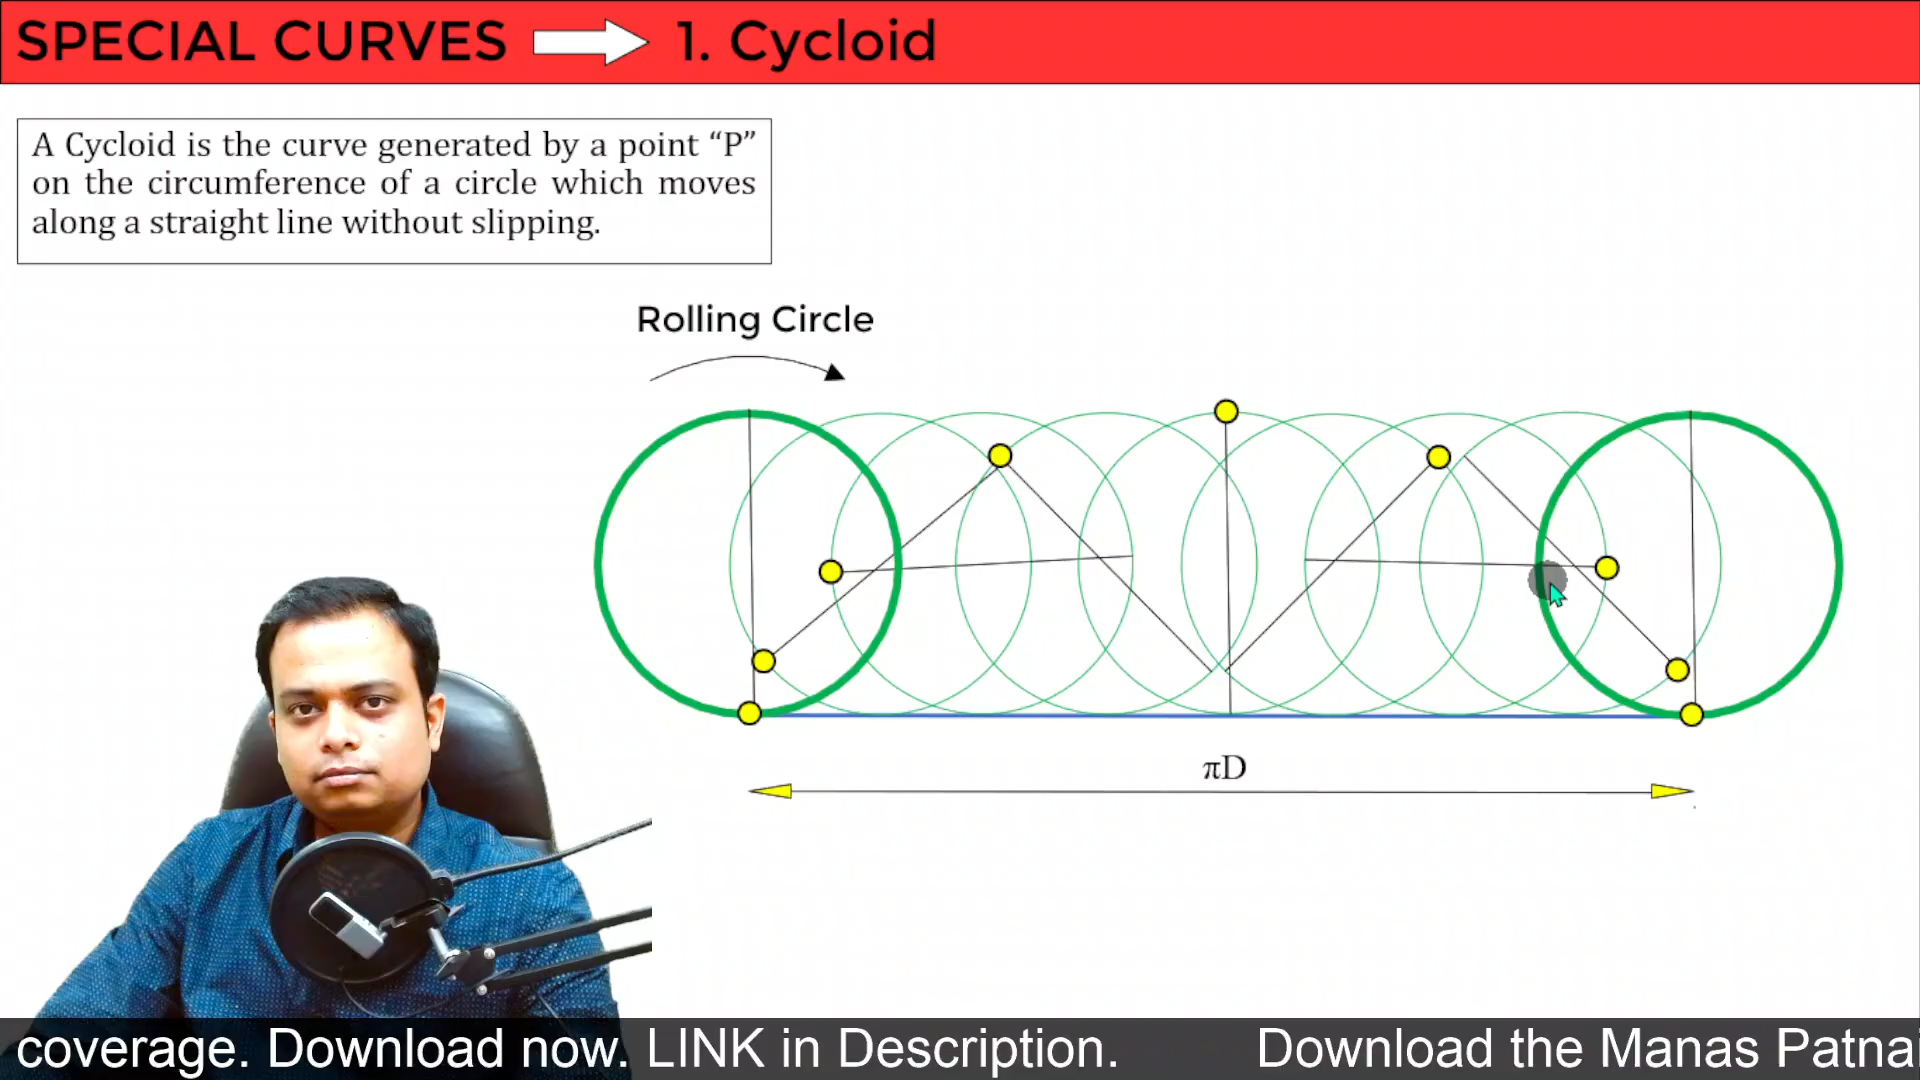 SPECIAL CURVES 1. Cycloid
A Cycloid is the curve generated by a point “P”
on the circumference of a circle which moves
along a straight line without slipping.
Rolling Circle
πD
coverage. Download now. LINK in Description. Download the Manas Patnai